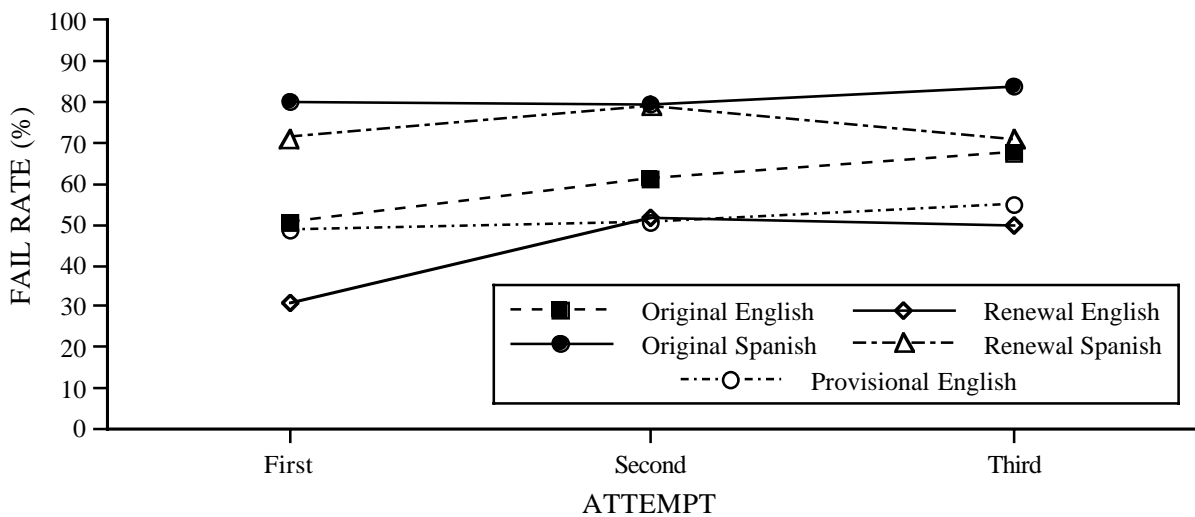 100
90
80
70
60
50
40
30
20
10
0
FAIL RATE (%)
Original English Renewal English
Original Spanish Renewal Spanish
Provisional English
First Second Third
ATTEMPT